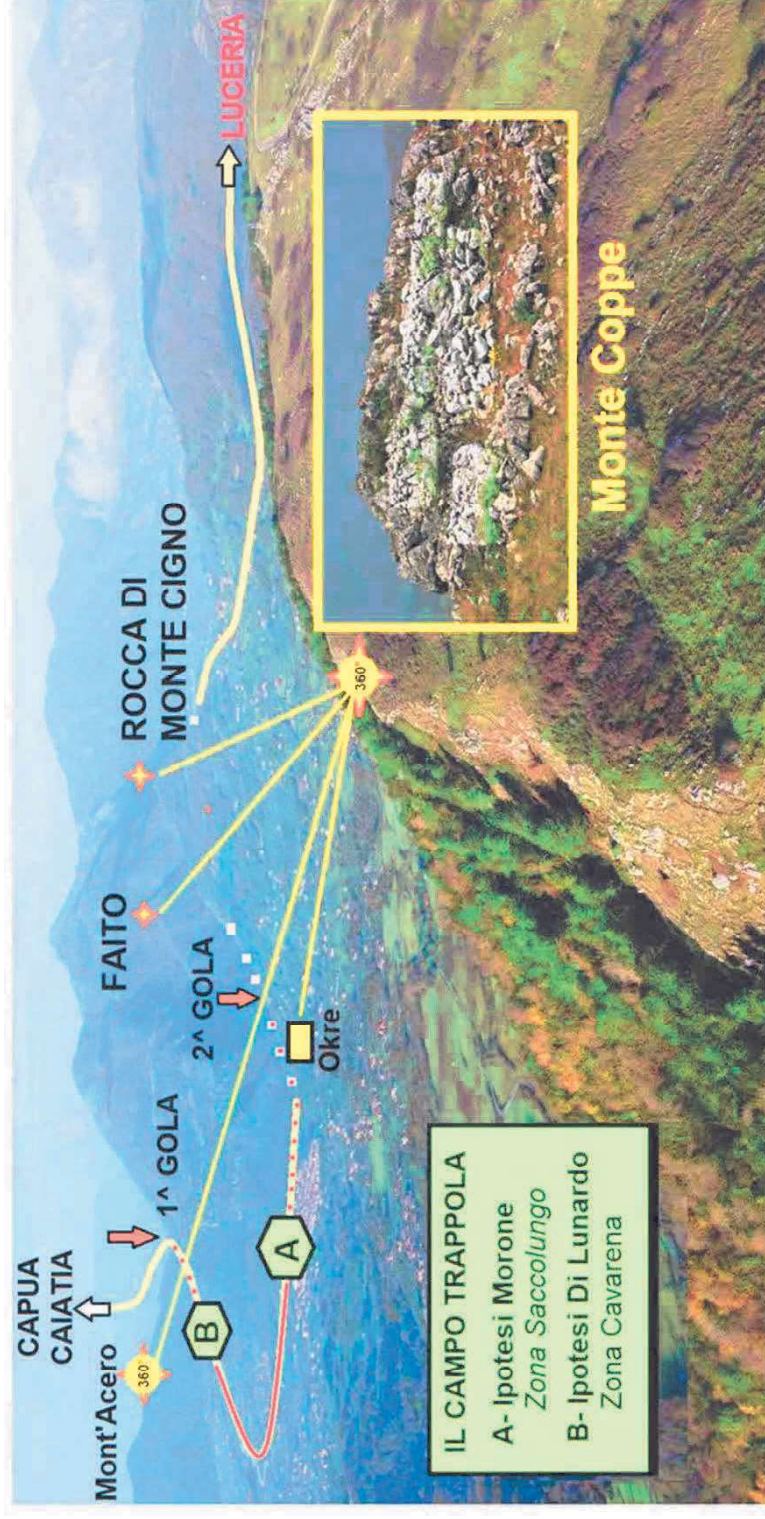 CAPUA
CAIATIA
Mont'Acero
360°
1^ GOLA
B
A
FAITO
2^ GOLA
Okre
ROCCA DI
MONTE CIGNO
360°
LUCERIA
Monte Coppe
IL CAMPO TRAPPOLA
A- Ipotesi Morone
Zona Saccolungo
B- Ipotesi Di Lunardo
Zona Cavarena